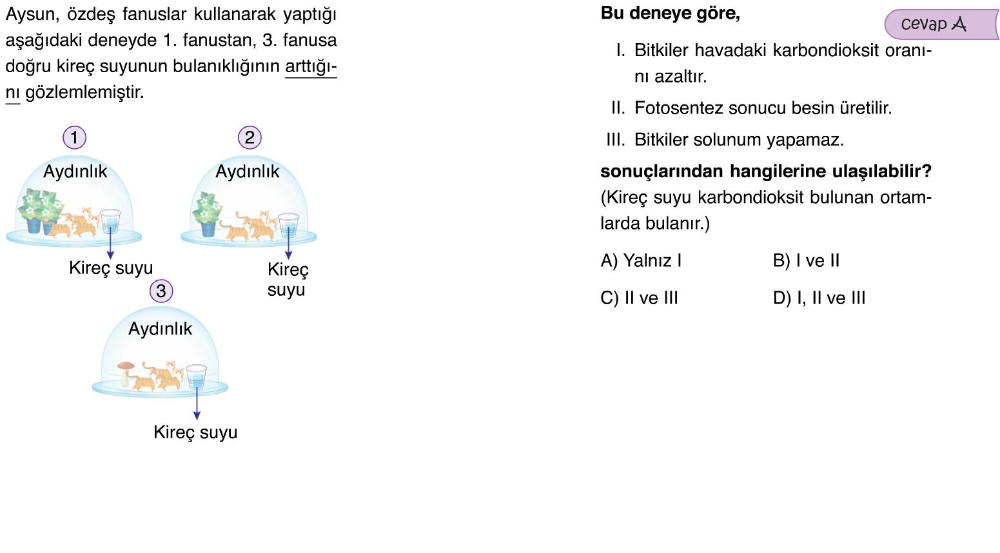 Aysun, özdeş fanuslar kullanarak yaptığı
aşağıdaki deneyde 1. fanustan, 3. fanusa
doğru kireç suyunun bulanıklığının arttığı-
nı gözlemlemiştir.
1
Aydınlık
Kireç suyu
2
Aydınlık
Kireç
suyu
3
Aydınlık
Kireç suyu
Bu deneye göre,
cevap A
I. Bitkiler havadaki karbondioksit oranı-
nı azaltır.
II. Fotosentez sonucu besin üretilir.
III. Bitkiler solunum yapamaz.
sonuçlarından hangilerine ulaşılabilir?
(Kireç suyu karbondioksit bulunan ortam-
larda bulanır.)
A) Yalnız I B) I ve II
C) II ve III D) I, II ve III